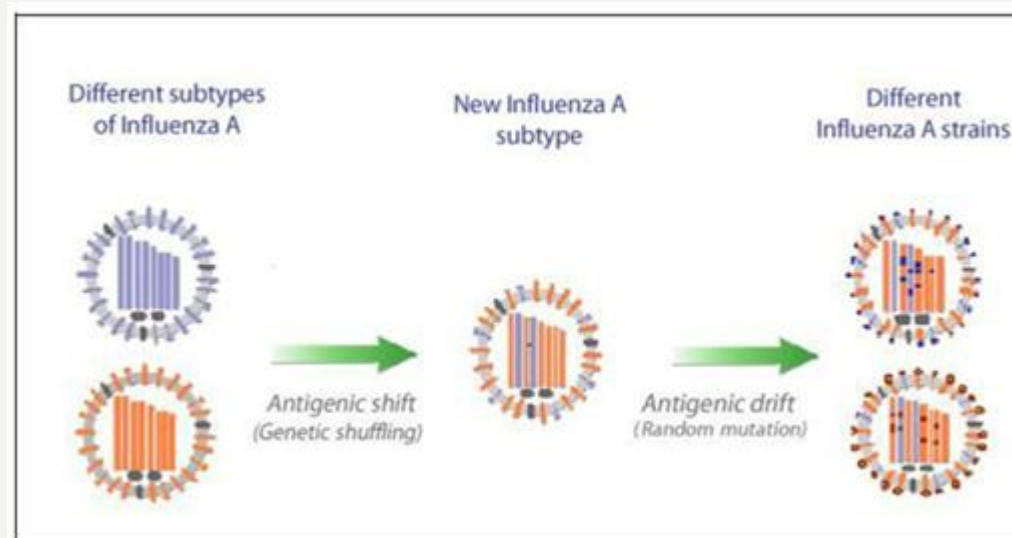 Different subtypes
of Influenza A
New Influenza A
subtype
Different
Influenza A strains
Antigenic shift
(Genetic shuffling)
Antigenic drift
(Random mutation)